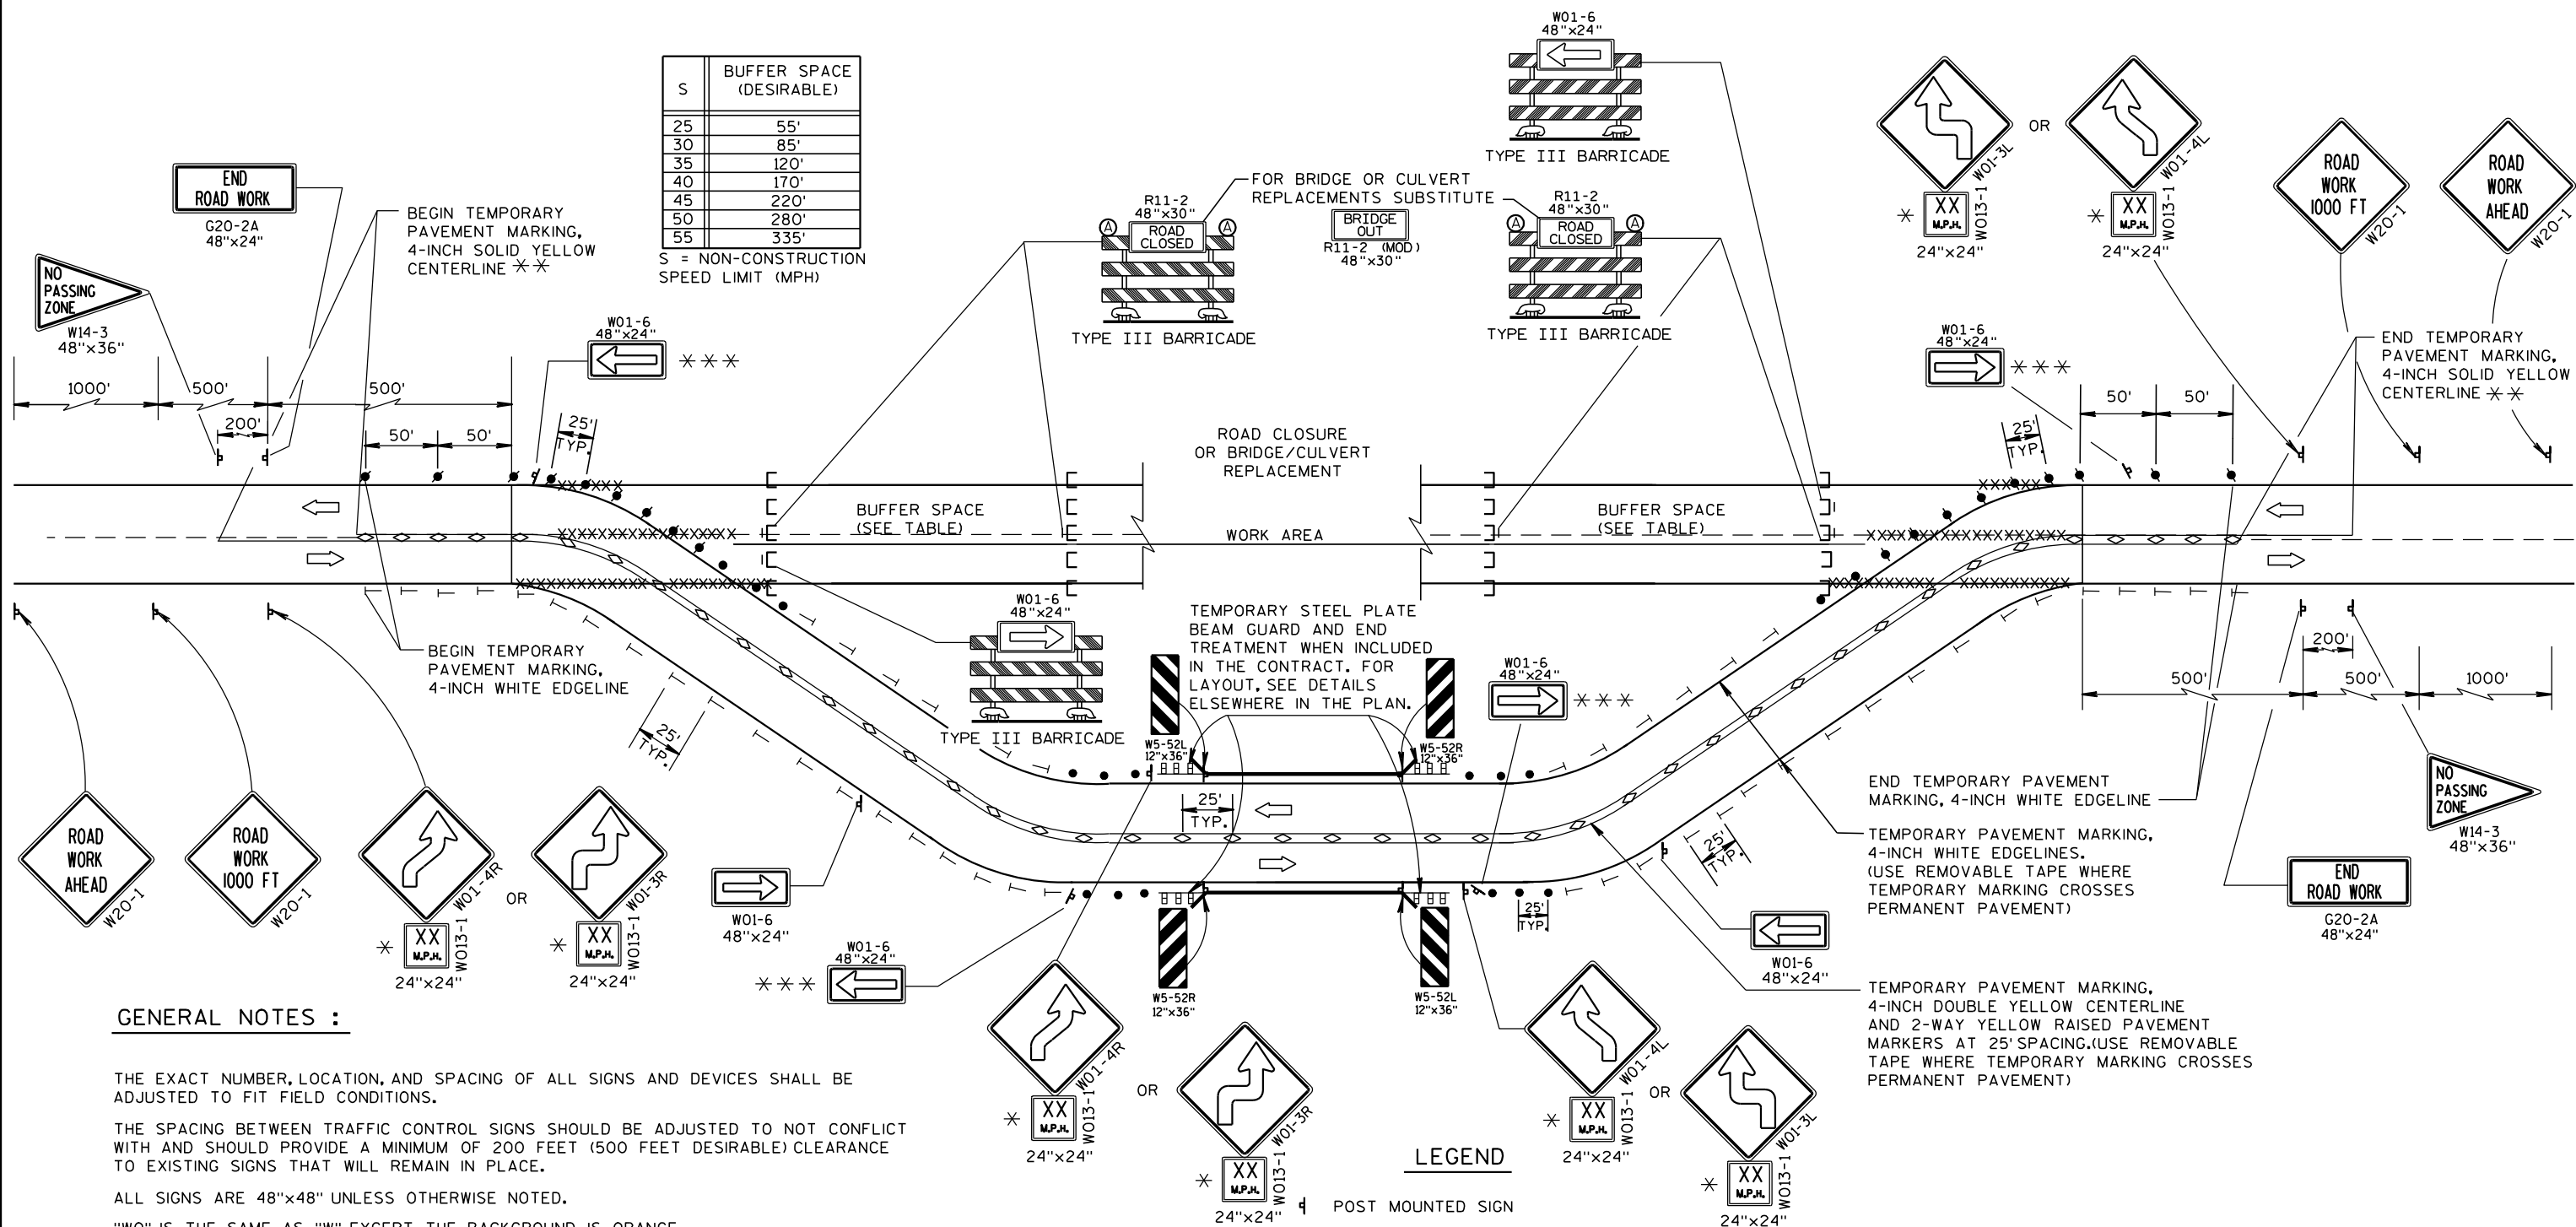 W01-6
48"x24"
TYPE III BARRICADE
S
BUFFER SPACE
(DESIRABLE)
25 55'
30 85'
35 120'
40 170'
45 220'
50 280'
55 335'
S = NON-CONSTRUCTION
SPEED LIMIT (MPH)
END
ROAD WORK
G20-2A
48"x24"
BEGIN TEMPORARY
PAVEMENT MARKING,
4-INCH SOLID YELLOW
CENTERLINE **
NO
PASSING
ZONE
W14-3
48"x36"
W01-6
48"x24"
***
A
R11-2
48"x30"
ROAD
CLOSED
A
TYPE III BARRICADE
FOR BRIDGE OR CULVERT
REPLACEMENTS SUBSTITUTE
BRIDGE
OUT
R11-2 (MOD)
48"x30"
A
R11-2
48"x30"
ROAD
CLOSED
A
TYPE III BARRICADE
W01-3L
*
XX
M.P.H.
W013-1
24"x24"
OR
W01-4L
*
XX
M.P.H.
W013-1
24"x24"
ROAD
WORK
1000 FT
W20-1
ROAD
WORK
AHEAD
W20-1
W01-6
48"x24"
***
END TEMPORARY
PAVEMENT MARKING,
4-INCH SOLID YELLOW
CENTERLINE **
1000'
500'
500'
200'
50'
50'
25'
TYP.
ROAD CLOSURE
OR BRIDGE/CULVERT
REPLACEMENT
25'
TYP.
50'
50'
BUFFER SPACE
(SEE TABLE)
WORK AREA
BUFFER SPACE
(SEE TABLE)
BEGIN TEMPORARY
PAVEMENT MARKING,
4-INCH WHITE EDGELINE
25'
TYP.
W01-6
48"x24"
TYPE III BARRICADE
TEMPORARY STEEL PLATE
BEAM GUARD AND END
TREATMENT WHEN INCLUDED
IN THE CONTRACT. FOR
LAYOUT, SEE DETAILS
ELSEWHERE IN THE PLAN.
W5-52L
12"x36"
W5-52R
12"x36"
W01-6
48"x24"
***
200'
500'
500'
1000'
25'
TYP.
END TEMPORARY PAVEMENT
MARKING, 4-INCH WHITE EDGELINE
TEMPORARY PAVEMENT MARKING,
4-INCH WHITE EDGELINES.
(USE REMOVABLE TAPE WHERE
TEMPORARY MARKING CROSSES
PERMANENT PAVEMENT)
NO
PASSING
ZONE
W14-3
48"x36"
END
ROAD WORK
G20-2A
48"x24"
ROAD
WORK
AHEAD
W20-1
ROAD
WORK
1000 FT
W20-1
W01-4R
*
XX
M.P.H.
W013-1
24"x24"
OR
W01-3R
*
XX
M.P.H.
W013-1
24"x24"
W01-6
48"x24"
W01-6
48"x24"
***
W5-52R
12"x36"
W5-52L
12"x36"
25'
TYP.
25'
TYP.
W01-6
48"x24"
TEMPORARY PAVEMENT MARKING,
4-INCH DOUBLE YELLOW CENTERLINE
AND 2-WAY YELLOW RAISED PAVEMENT
MARKERS AT 25' SPACING.(USE REMOVABLE
TAPE WHERE TEMPORARY MARKING CROSSES
PERMANENT PAVEMENT)
W01-4R
*
XX
M.P.H.
W013-1
24"x24"
OR
W01-3R
*
XX
M.P.H.
W013-1
24"x24"
W01-4L
*
XX
M.P.H.
W013-1
24"x24"
OR
W01-3L
*
XX
M.P.H.
W013-1
24"x24"
GENERAL NOTES :
THE EXACT NUMBER, LOCATION, AND SPACING OF ALL SIGNS AND DEVICES SHALL BE
ADJUSTED TO FIT FIELD CONDITIONS.
THE SPACING BETWEEN TRAFFIC CONTROL SIGNS SHOULD BE ADJUSTED TO NOT CONFLICT
WITH AND SHOULD PROVIDE A MINIMUM OF 200 FEET (500 FEET DESIRABLE) CLEARANCE
TO EXISTING SIGNS THAT WILL REMAIN IN PLACE.
ALL SIGNS ARE 48"x48" UNLESS OTHERWISE NOTED.
"WO" IS THE SAME AS "W" EXCEPT THE BACKGROUND IS ORANGE.
LEGEND
POST MOUNTED SIGN